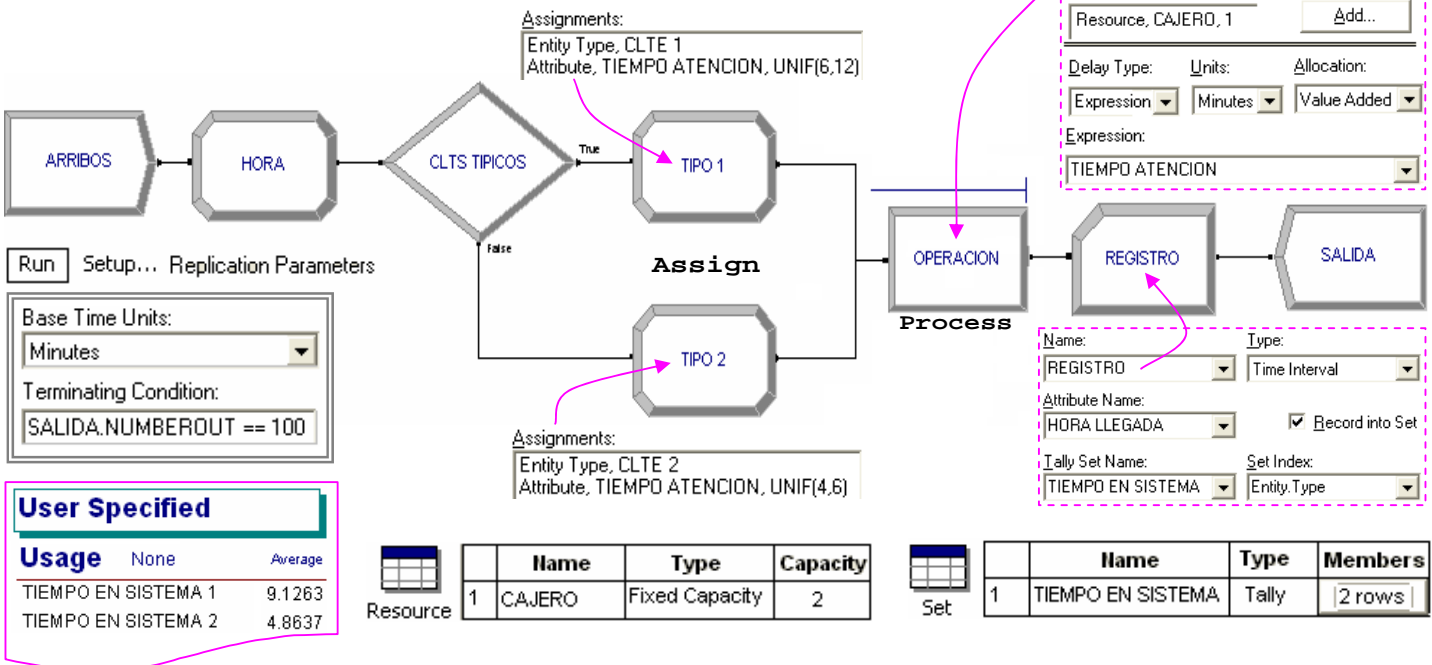 Assignments:
Entity Type, CLTE 1
Attribute, TIEMPO ATENCION, UNIF(6,12)
Resource, CAJERO, 1
Add...
Delay Type: Units: Allocation:
Expression Minutes Value Added
Expression:
TIEMPO ATENCION
ARRIBOS
HORA
CLTS TIPICOS
True
False
TIPO 1
Assign
TIPO 2
OPERACION
Process
REGISTRO
SALIDA
Run Setup... Replication Parameters
Base Time Units:
Minutes
Terminating Condition:
SALIDA.NUMBEROUT == 100
Assignments:
Entity Type, CLTE 2
Attribute, TIEMPO ATENCION, UNIF(4,6)
Name: Type:
REGISTRO Time Interval
Attribute Name:
HORA LLEGADA Record into Set
Tally Set Name: Set Index:
TIEMPO EN SISTEMA Entity.Type
User Specified
Usage None Average
TIEMPO EN SISTEMA 1 9.1263
TIEMPO EN SISTEMA 2 4.8637
Resource
Name Type Capacity
1 CAJERO Fixed Capacity 2
Set
Name Type Members
1 TIEMPO EN SISTEMA Tally 2 rows